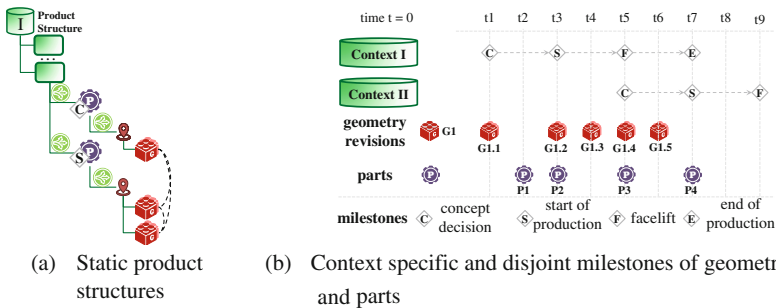 I Product
Structure
...
P
C
P
S
(a) Static product
structures
time t = 0 t1 t2 t3 t4 t5 t6 t7 t8 t9
Context I C S F E
Context II C S F
geometry
revisions
G1 G1.1 G1.2 G1.3 G1.4 G1.5
parts P P P P P
P1 P2 P3 P4
milestones C concept
decision S start of
production F facelift E end of
production
(b) Context specific and disjoint milestones of geometr
and parts